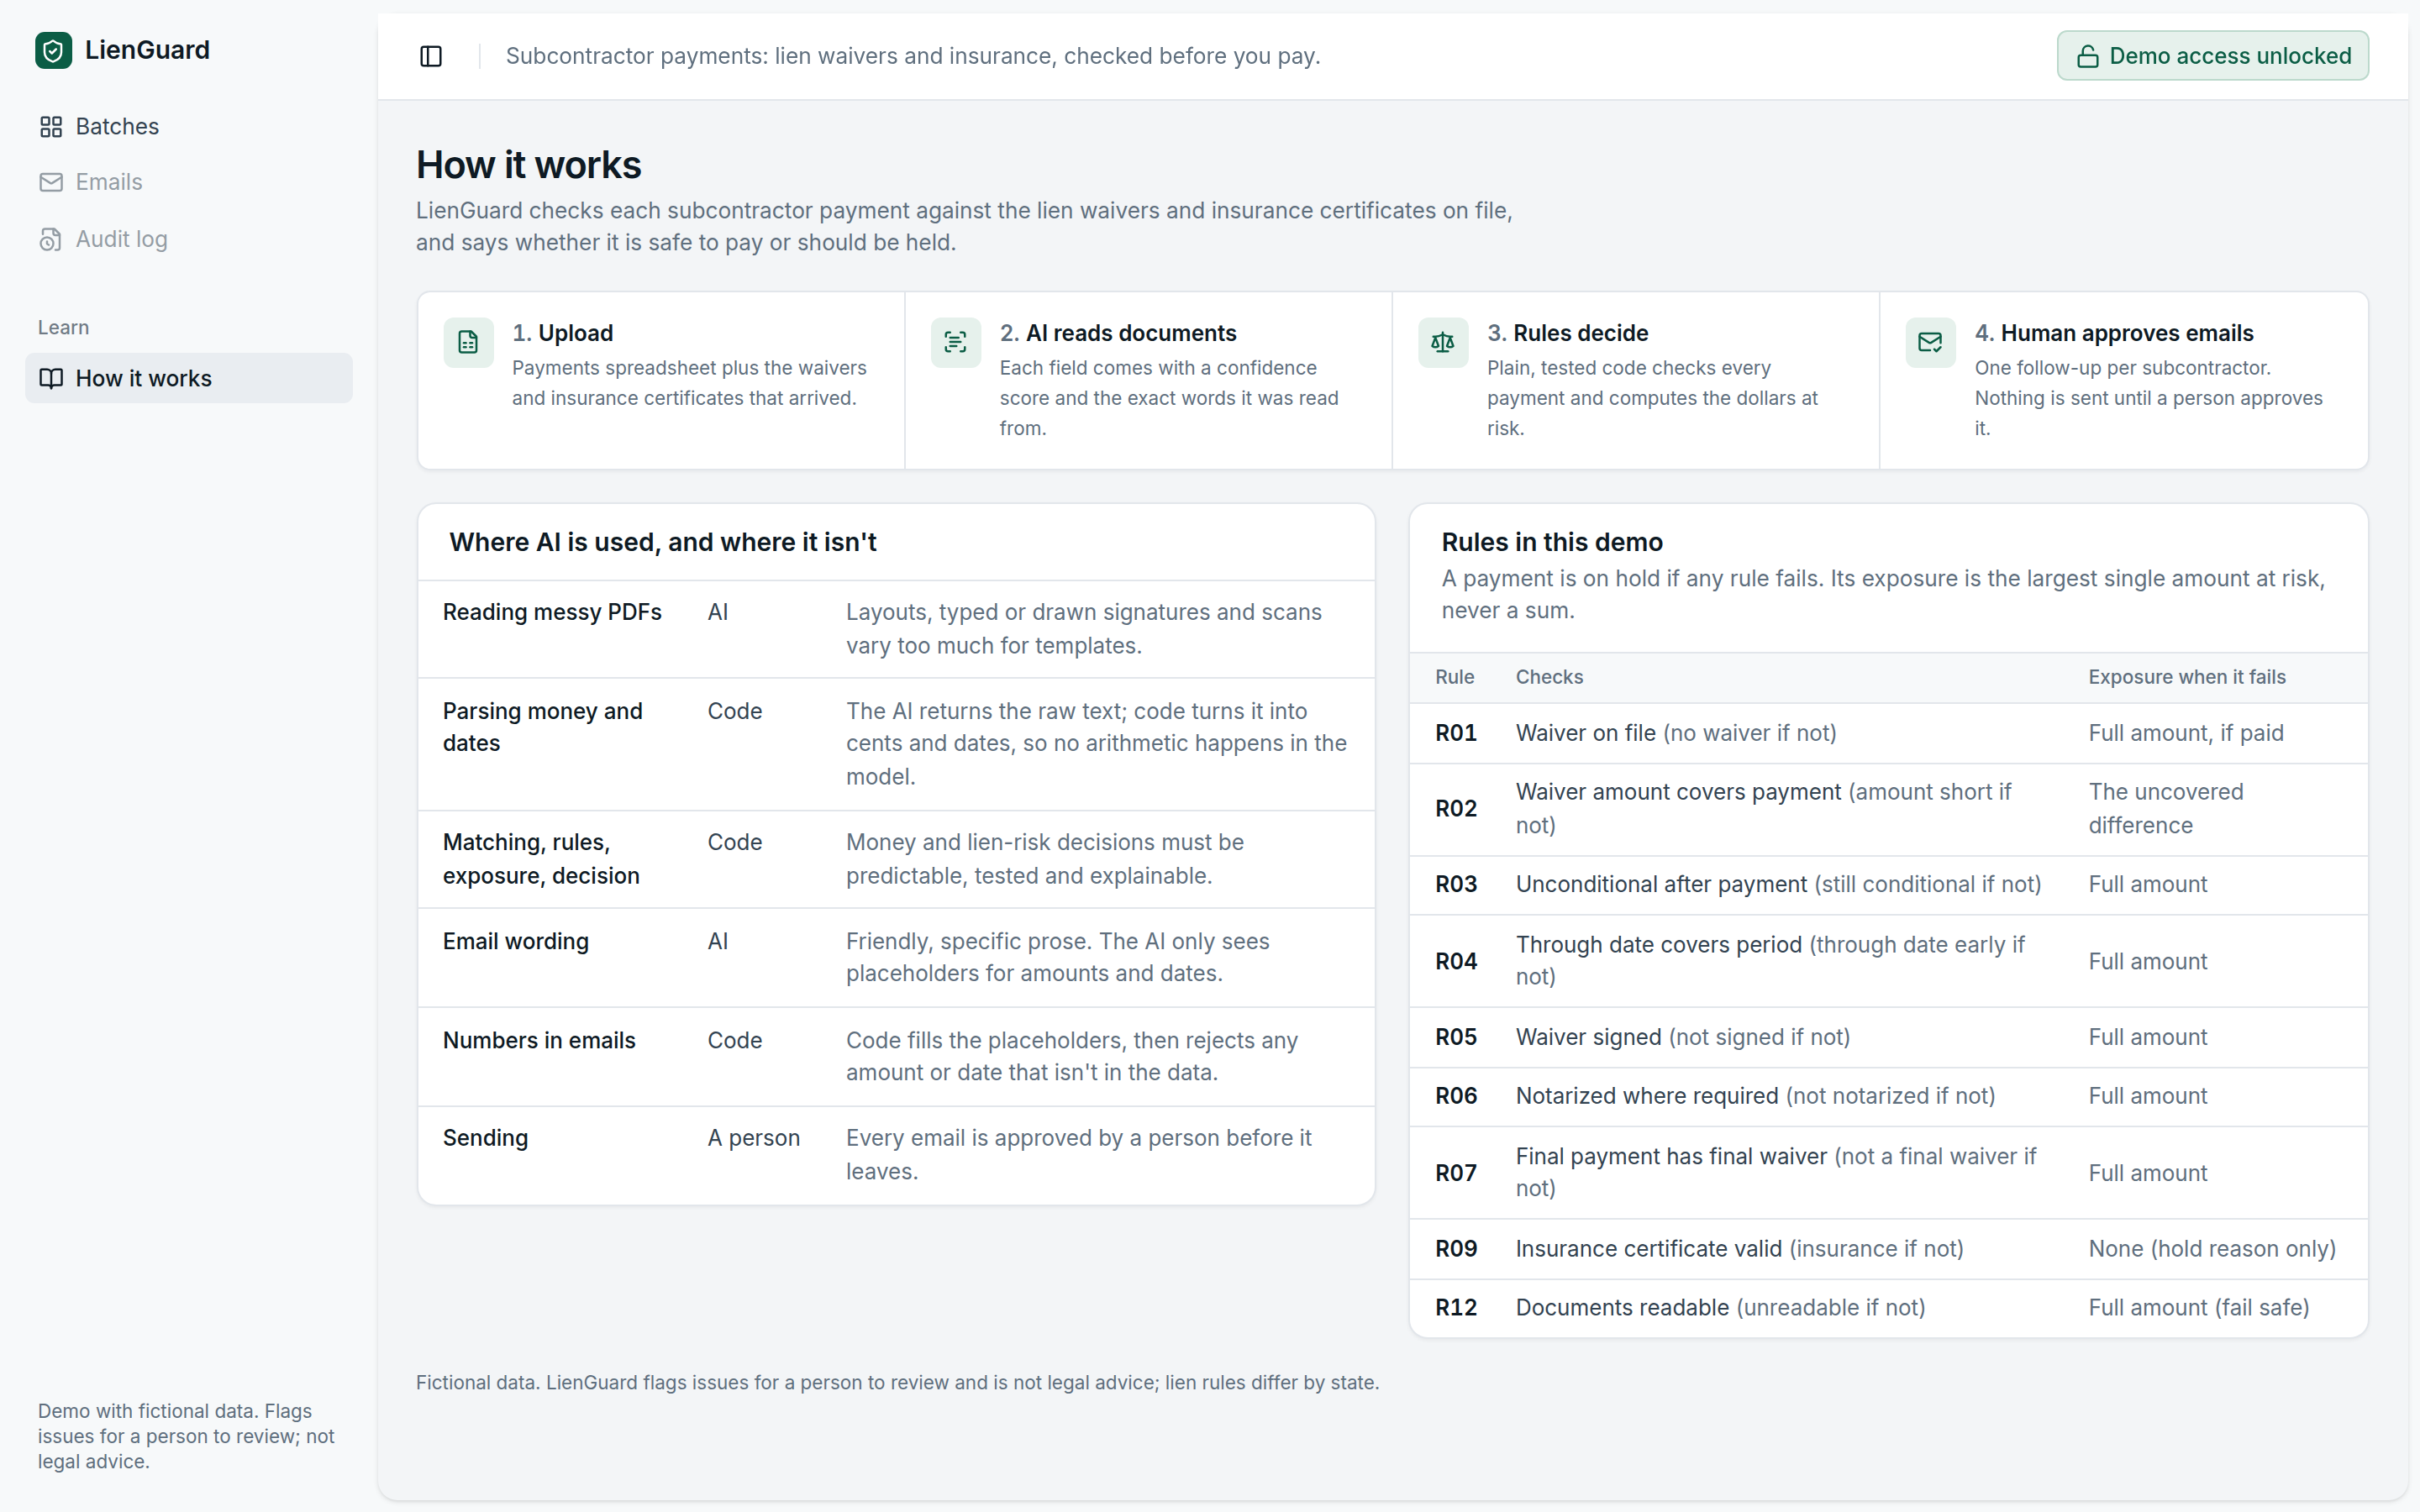 LienGuard
Batches
Emails
Audit log
Learn
How it works
Demo with fictional data. Flags
issues for a person to review; not
legal advice.
Subcontractor payments: lien waivers and insurance, checked before you pay.
Demo access unlocked
How it works
LienGuard checks each subcontractor payment against the lien waivers and insurance certificates on file,
and says whether it is safe to pay or should be held.
1. Upload
Payments spreadsheet plus the waivers
and insurance certificates that arrived.
2. AI reads documents
Each field comes with a confidence
score and the exact words it was read
from.
3. Rules decide
Plain, tested code checks every
payment and computes the dollars at
risk.
4. Human approves emails
One follow-up per subcontractor.
Nothing is sent until a person approves
it.
Where AI is used, and where it isn't
Reading messy PDFs AI Layouts, typed or drawn signatures and scans
vary too much for templates.
Parsing money and Code The AI returns the raw text; code turns it into
dates cents and dates, so no arithmetic happens in the
model.
Matching, rules, Code Money and lien-risk decisions must be
exposure, decision predictable, tested and explainable.
Email wording AI Friendly, specific prose. The AI only sees
placeholders for amounts and dates.
Numbers in emails Code Code fills the placeholders, then rejects any
amount or date that isn't in the data.
Sending A person Every email is approved by a person before it
leaves.
Rules in this demo
A payment is on hold if any rule fails. Its exposure is the largest single amount at risk,
never a sum.
Rule Checks Exposure when it fails
R01 Waiver on file (no waiver if not) Full amount, if paid
R02 Waiver amount covers payment (amount short if The uncovered
not) difference
R03 Unconditional after payment (still conditional if not) Full amount
R04 Through date covers period (through date early if Full amount
not)
R05 Waiver signed (not signed if not) Full amount
R06 Notarized where required (not notarized if not) Full amount
R07 Final payment has final waiver (not a final waiver if Full amount
not)
R09 Insurance certificate valid (insurance if not) None (hold reason only)
R12 Documents readable (unreadable if not) Full amount (fail safe)
Fictional data. LienGuard flags issues for a person to review and is not legal advice; lien rules differ by state.